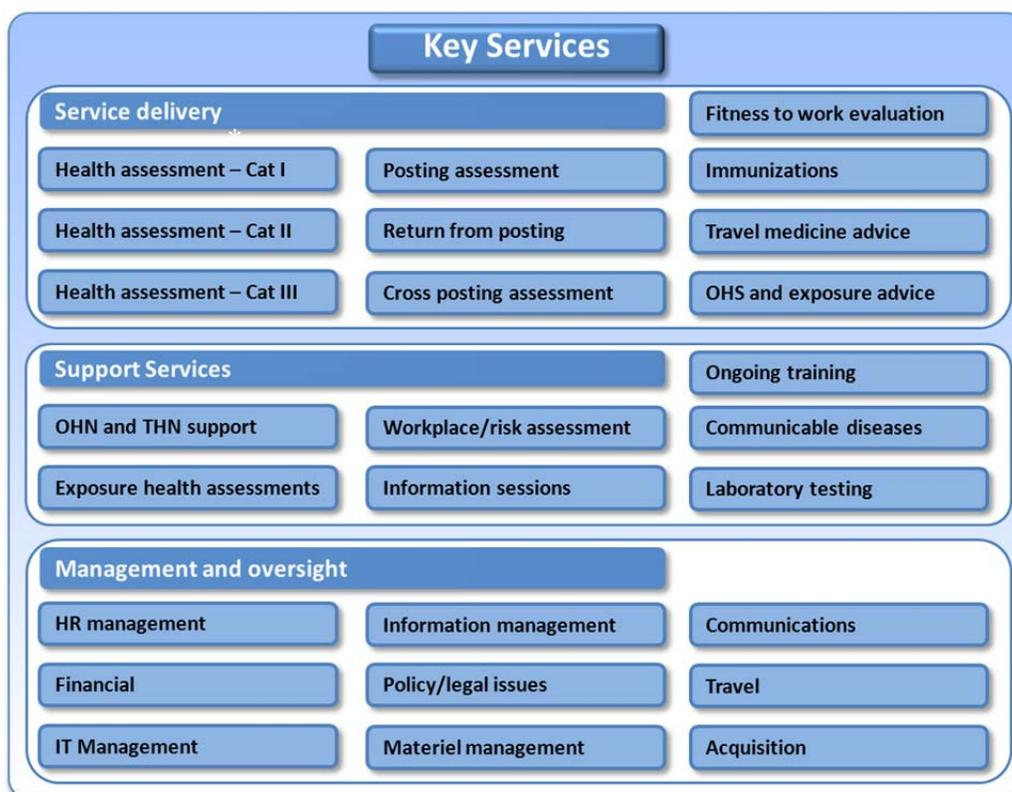 Key Services
Service delivery
*
Fitness to work evaluation
Health assessment – Cat I
Posting assessment
Immunizations
Health assessment – Cat II
Return from posting
Travel medicine advice
Health assessment – Cat III
Cross posting assessment
OHS and exposure advice
Support Services
Ongoing training
OHN and THN support
Workplace/risk assessment
Communicable diseases
Exposure health assessments
Information sessions
Laboratory testing
Management and oversight
HR management
Information management
Communications
Financial
Policy/legal issues
Travel
IT Management
Materiel management
Acquisition